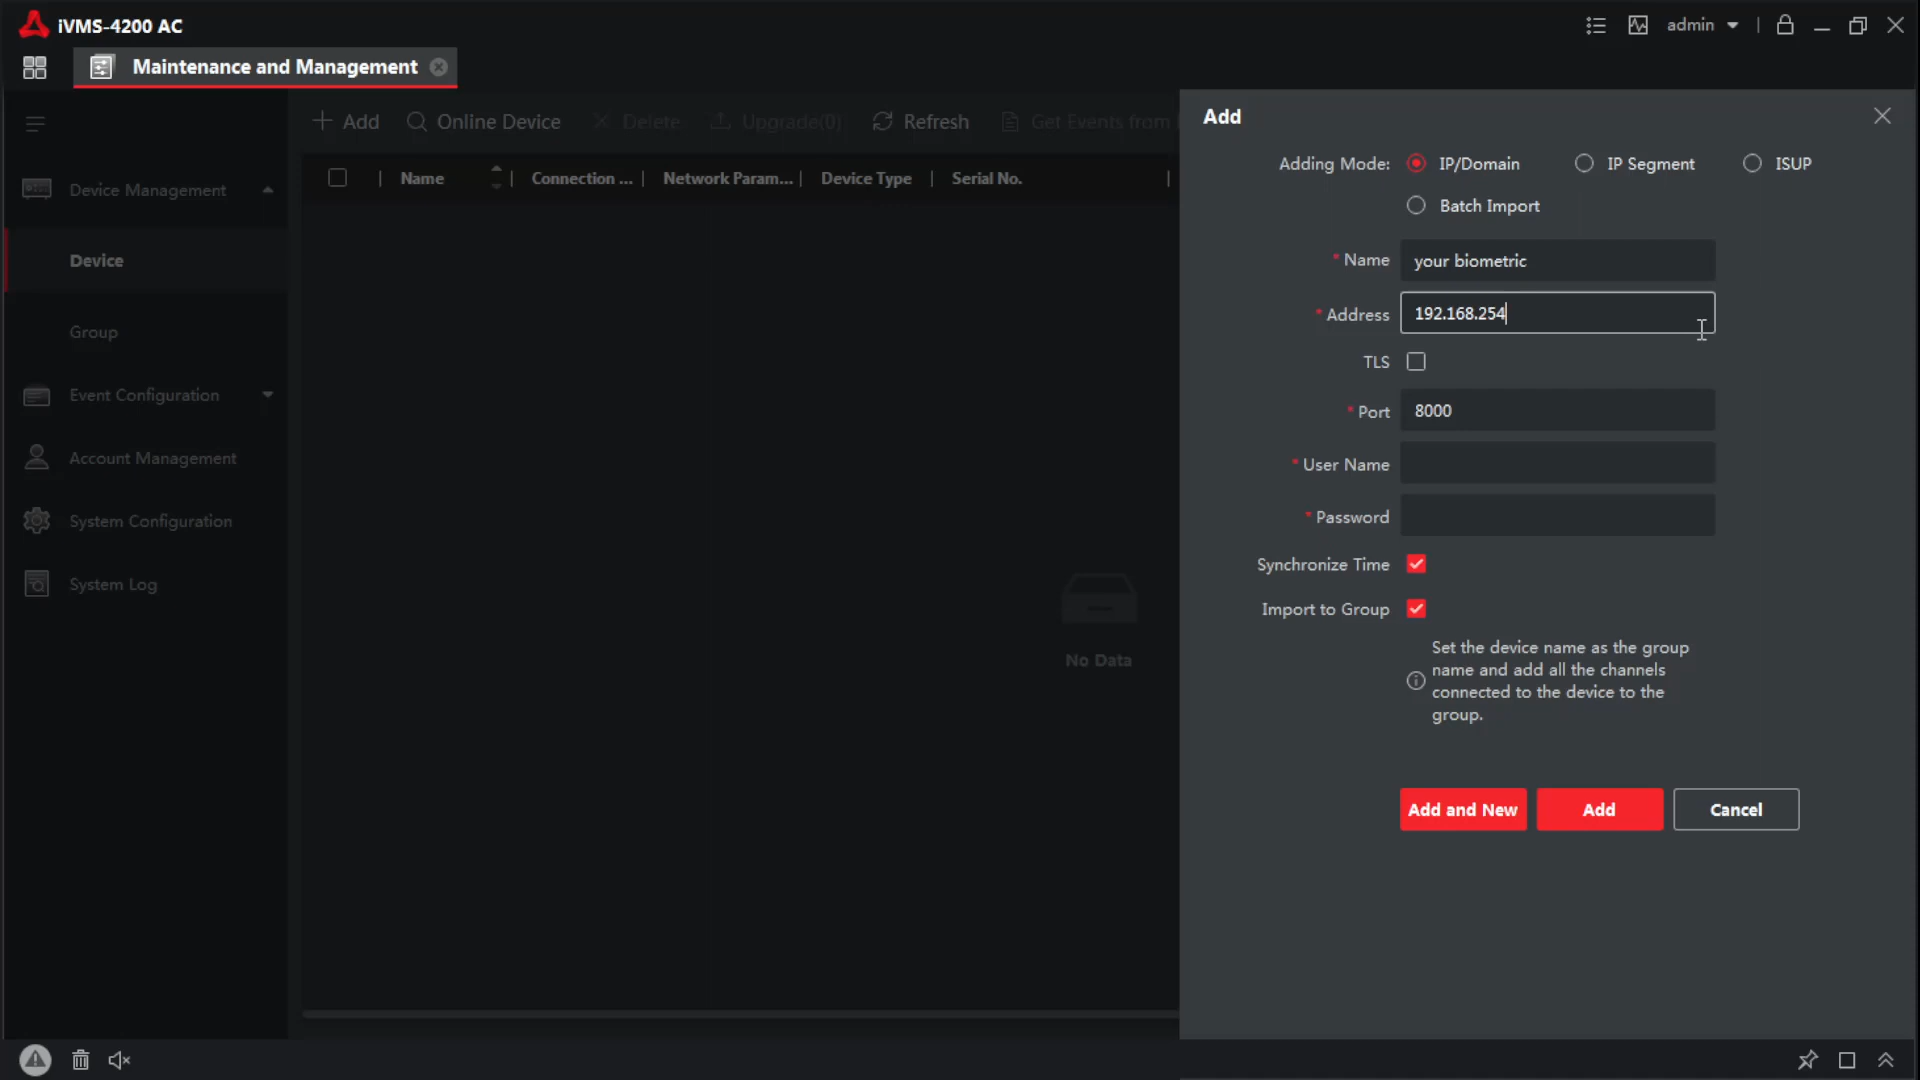 iVMS-4200 AC
admin
Maintenance and Management
Add
Online Device
Delete
Upgrade(0)
Refresh
Get Events from
Name
Connection ...
Network Param...
Device Type
Serial No.
Device Management
Device
Group
Event Configuration
Account Management
System Configuration
System Log
No Data
Add
Adding Mode:
IP/Domain
IP Segment
ISUP
Batch Import
* Name
your biometric
* Address
192.168.254
TLS
* Port
8000
* User Name
* Password
Synchronize Time
Import to Group
Set the device name as the group
name and add all the channels
connected to the device to the
group.
Add and New
Add
Cancel